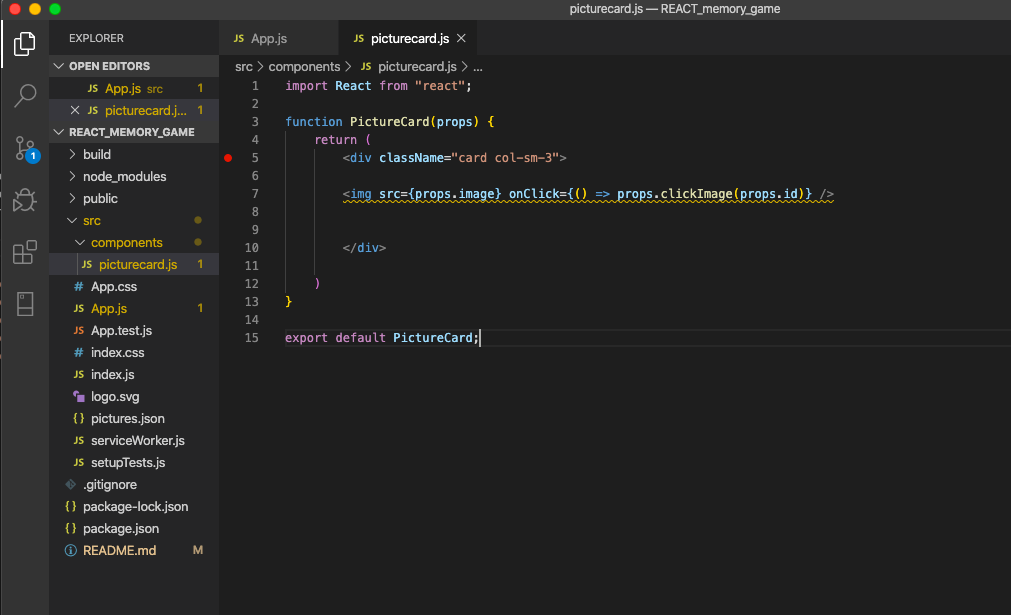 picturecard.js — REACT_memory_game
EXPLORER
OPEN EDITORS
JS App.js src 1
JS picturecard.j... 1
REACT_MEMORY_GAME
build
node_modules
public
src
components
JS picturecard.js 1
# App.css
JS App.js 1
JS App.test.js
# index.css
JS index.js
logo.svg
{} pictures.json
JS serviceWorker.js
JS setupTests.js
.gitignore
{} package-lock.json
{} package.json
README.md M
1
JS App.js
JS picturecard.js
src > components > JS picturecard.js > ...
1 import React from "react";
2
3 function PictureCard(props) {
4 return (
5 <div className="card col-sm-3">
6
7 <img src={props.image} onClick={() => props.clickImage(props.id)} />
8
9
10 </div>
11
12 )
13 }
14
15 export default PictureCard;